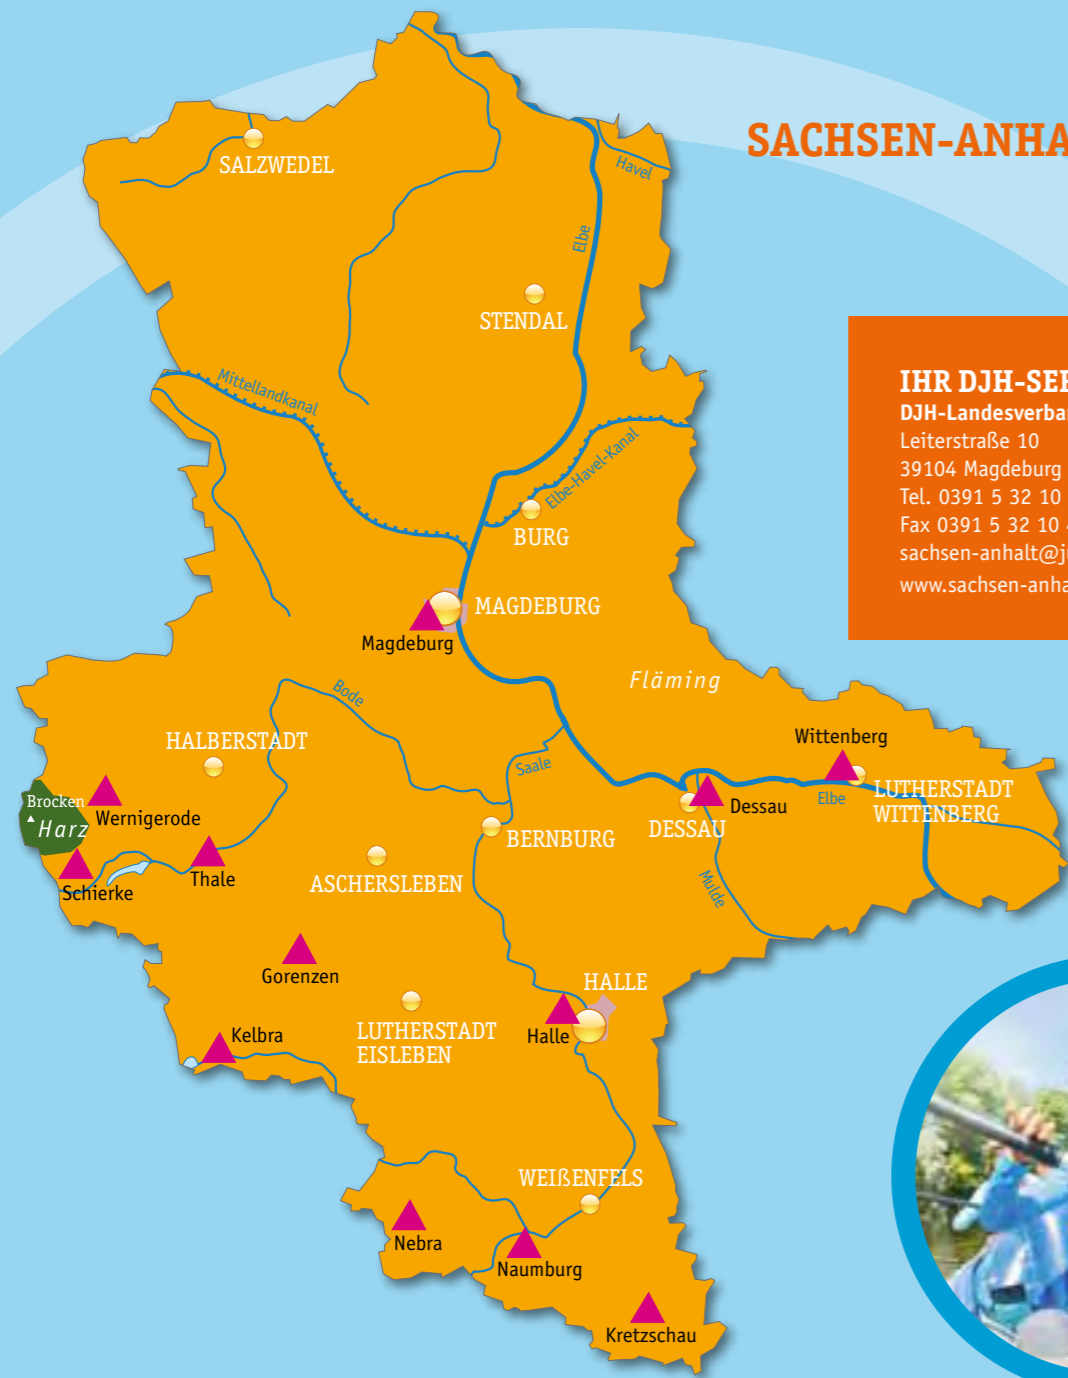 SACHSEN-ANHA
IHR DJH-SER
DJH-Landesverban
Leiterstraße 10
39104 Magdeburg
Tel. 0391 5 32 10
Fax 0391 5 32 10
sachsen-anhalt@ju
www.sachsen-anha
SALZWEDEL
Havel
Elbe
STENDAL
Mittellandkanal
Elbe-Havel-Kanal
BURG
MAGDEBURG
Magdeburg
Fläming
Bode
HALBERSTADT
Saale
Wittenberg
LUTHERSTADT
WITTENBERG
Elbe
Dessau
DESSAU
Mulde
Brocken
Harz
Wernigerode
Schierke
Thale
BERNBURG
ASCHERSLEBEN
Gorenzen
HALLE
Halle
LUTHERSTADT
EISLEBEN
Kelbra
WEIßENFELS
Nebra
Naumburg
Kretzschau